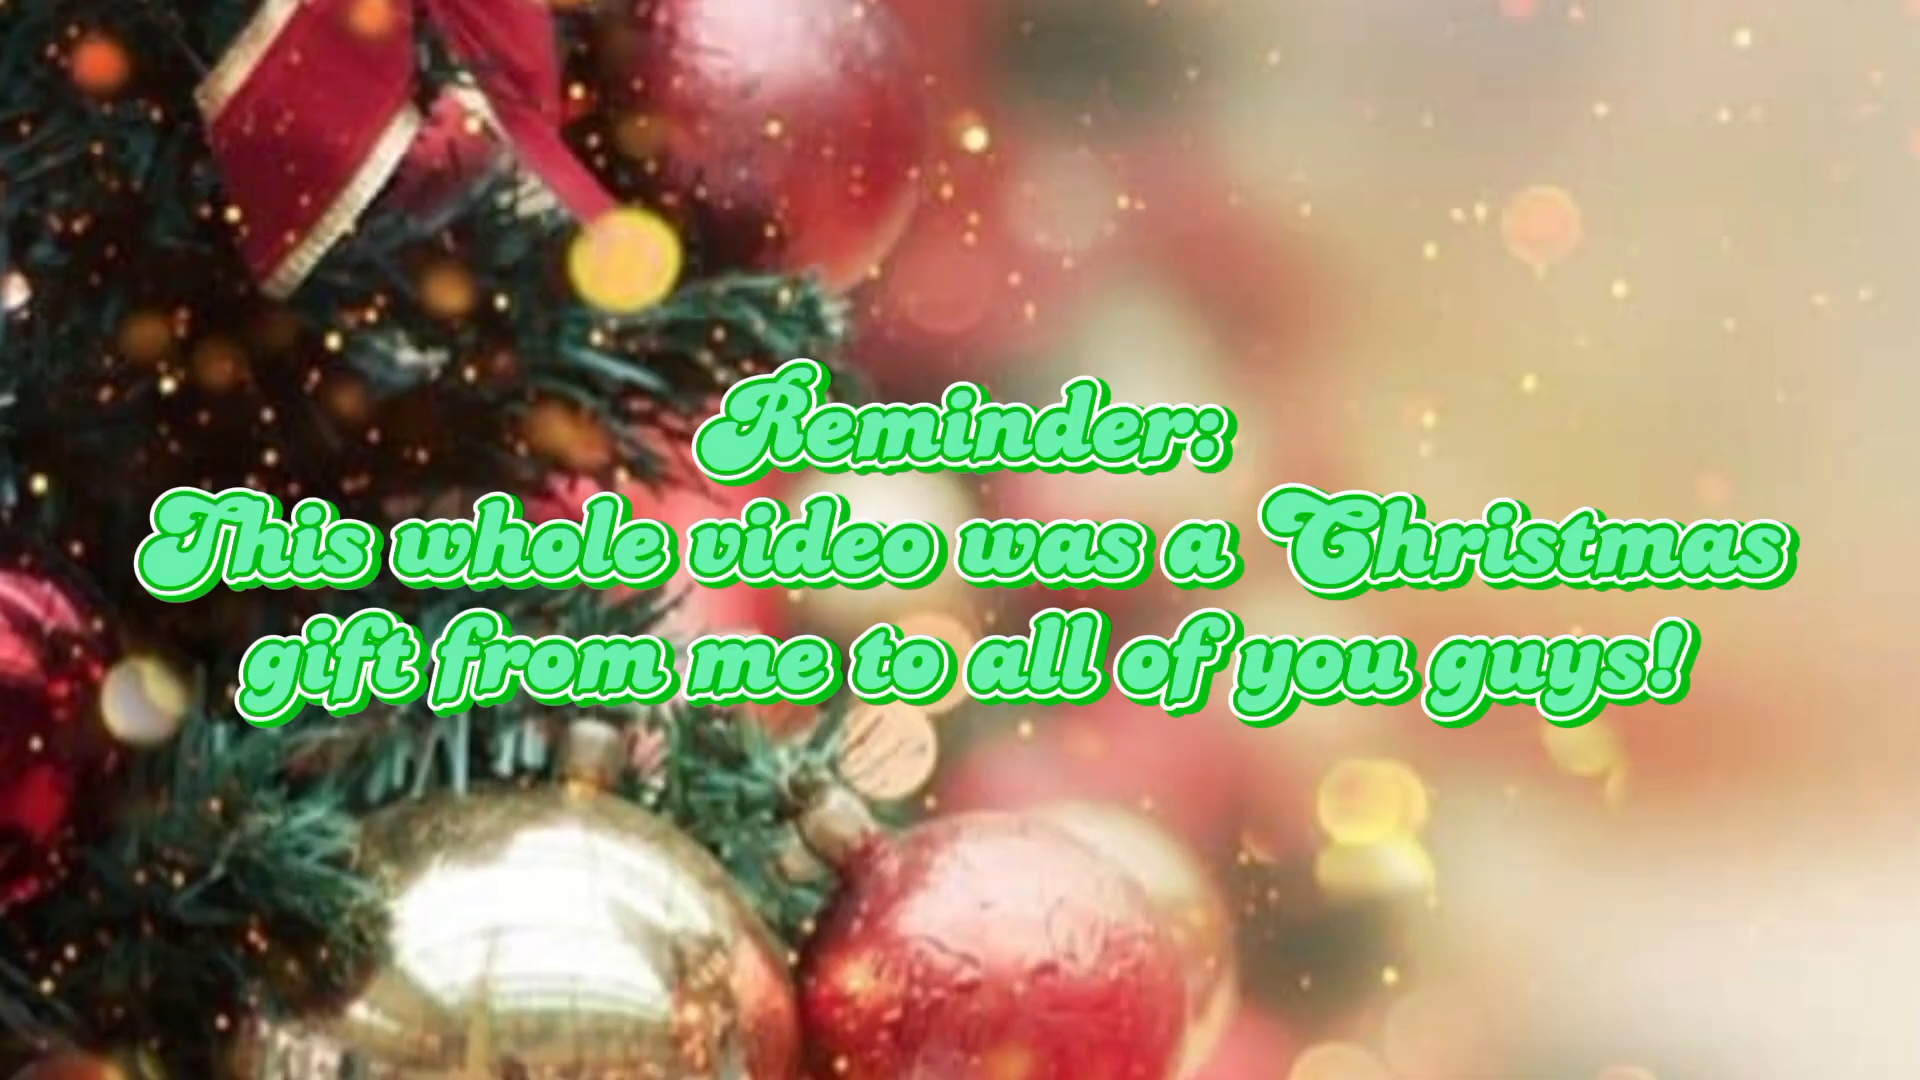 Reminder:
This whole video was a Christmas
gift from me to all of you guys!